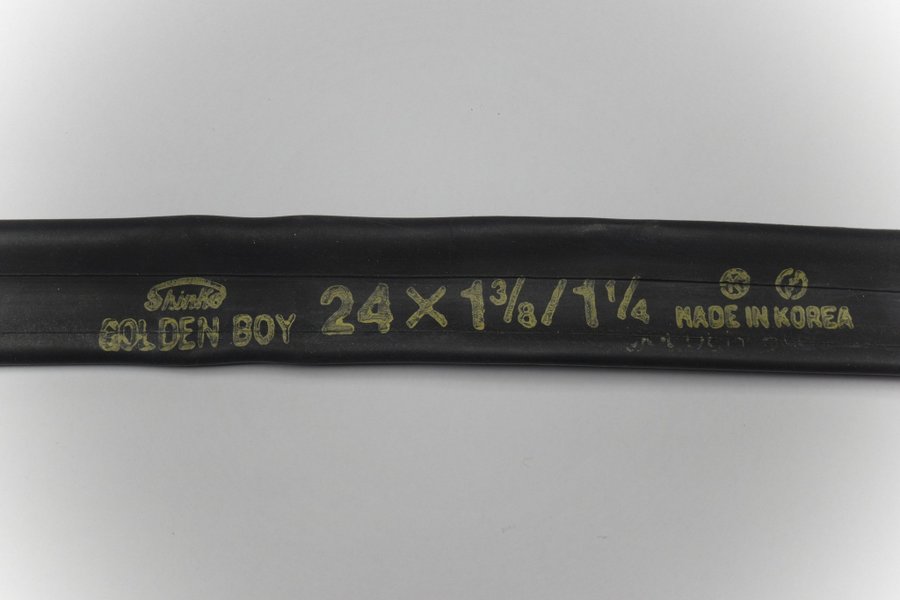 Shinko
GOLDEN BOY
24 × 1 3/8 / 1 1/4
MADE IN KOREA